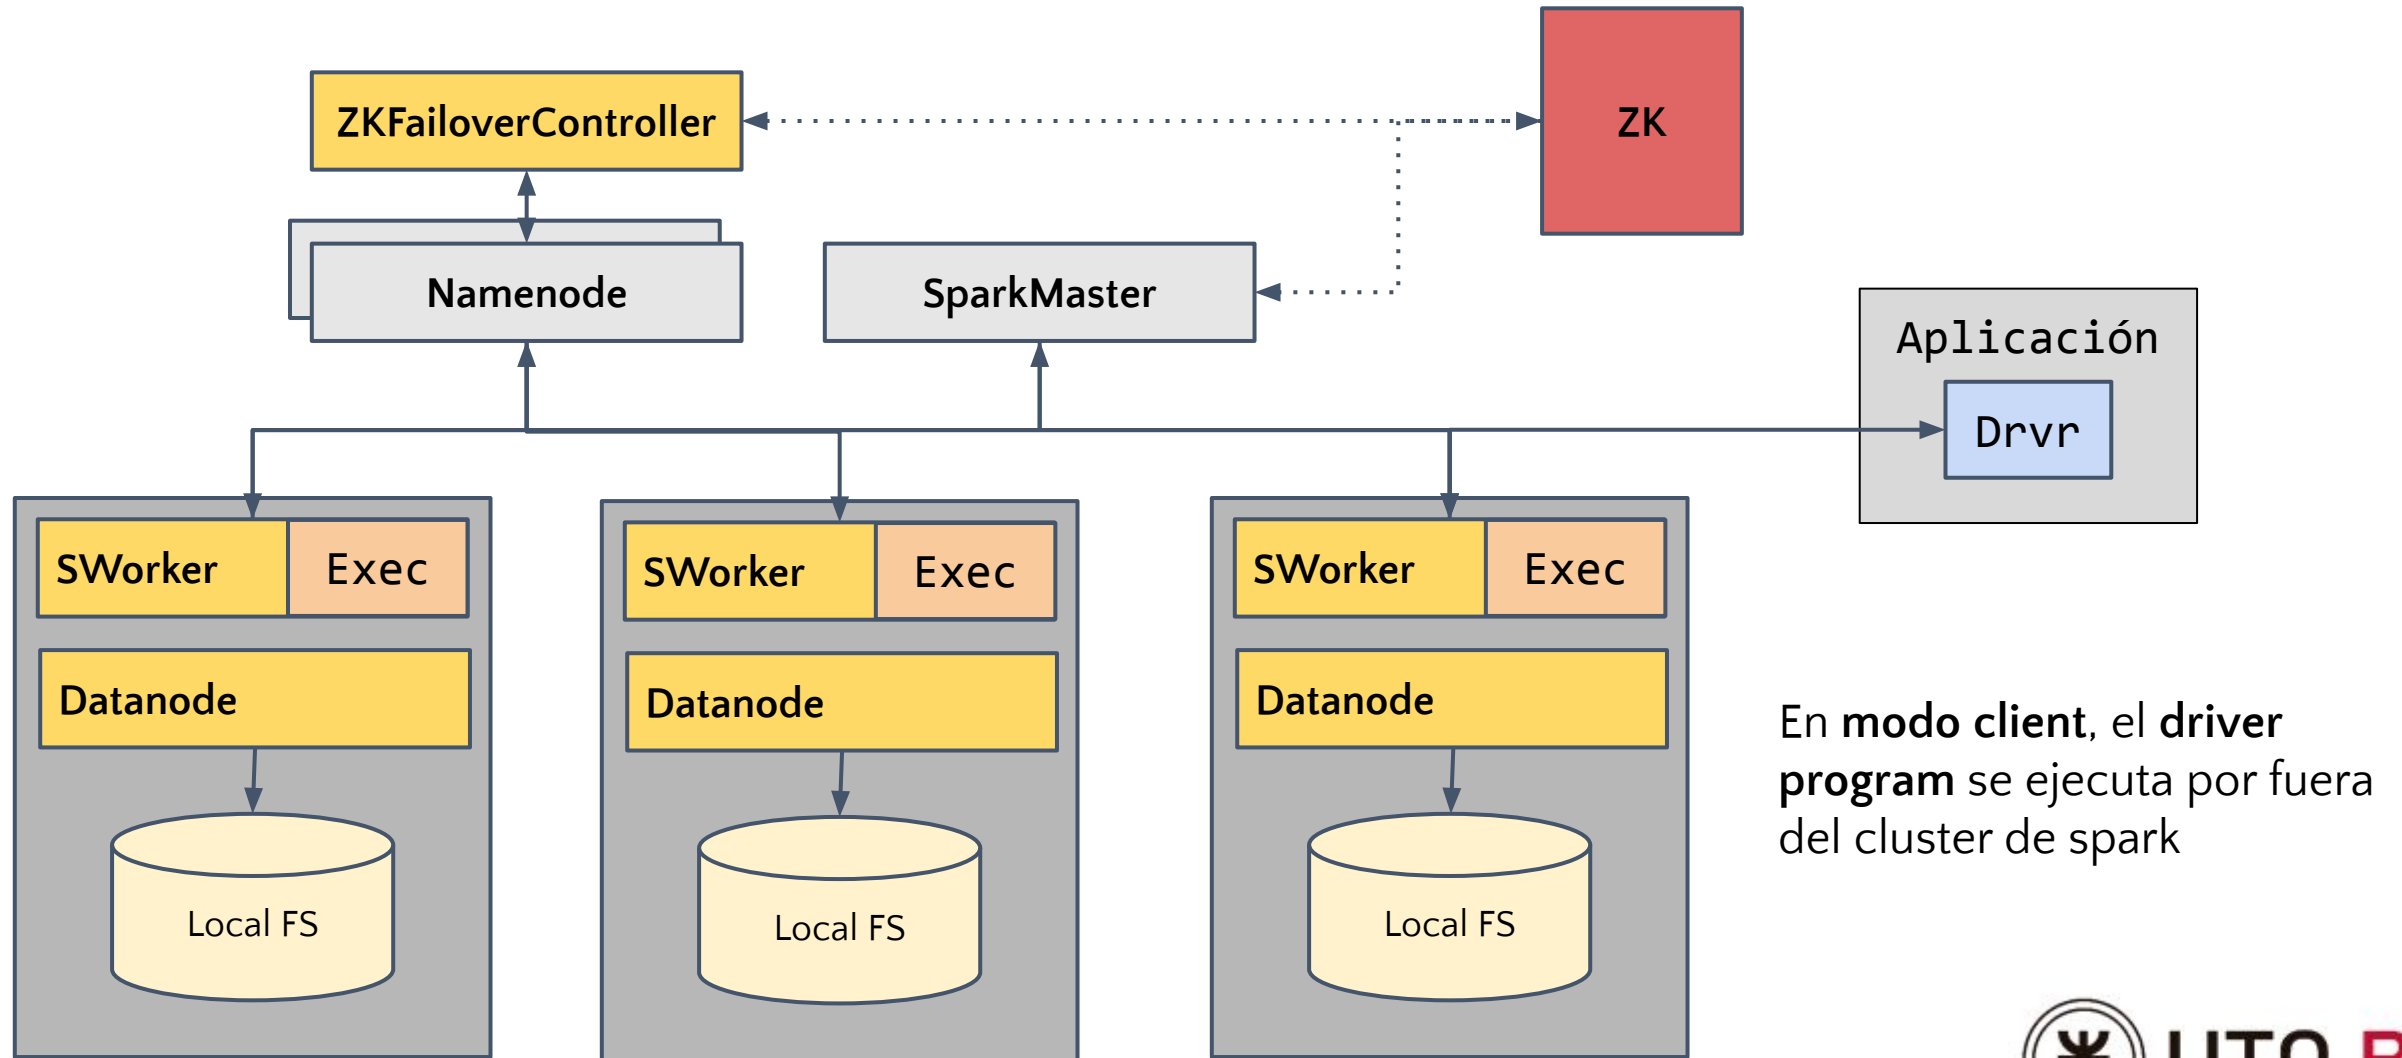 ZKFailoverController
ZK
Namenode
SparkMaster
Aplicación
Drvr
SWorker
Exec
SWorker
Exec
SWorker
Exec
Datanode
Datanode
Datanode
Local FS
Local FS
Local FS
En modo client, el driver
program se ejecuta por fuera
del cluster de spark